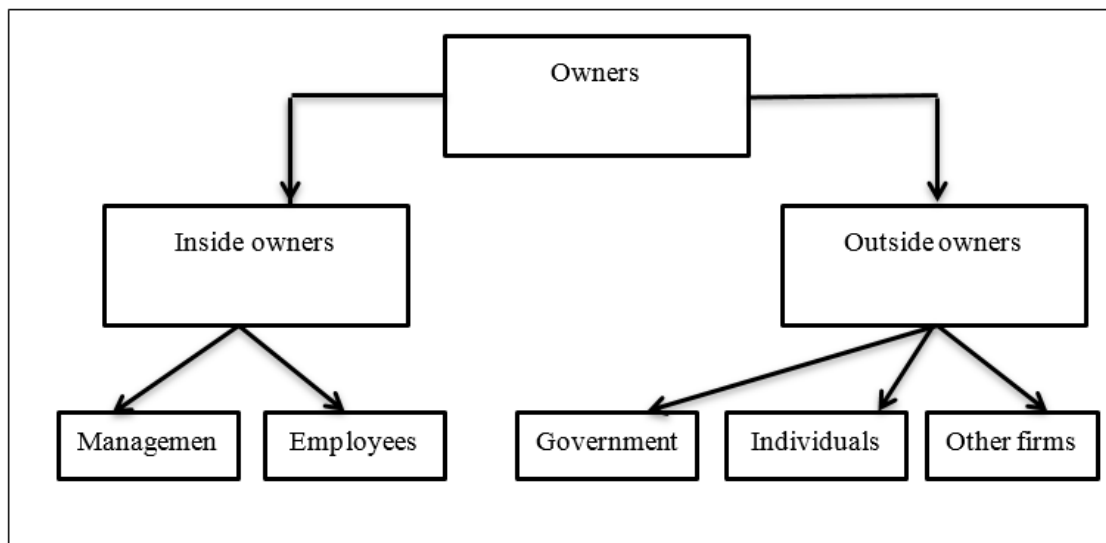 Owners
Inside owners
Outside owners
Managemen
Employees
Government
Individuals
Other firms